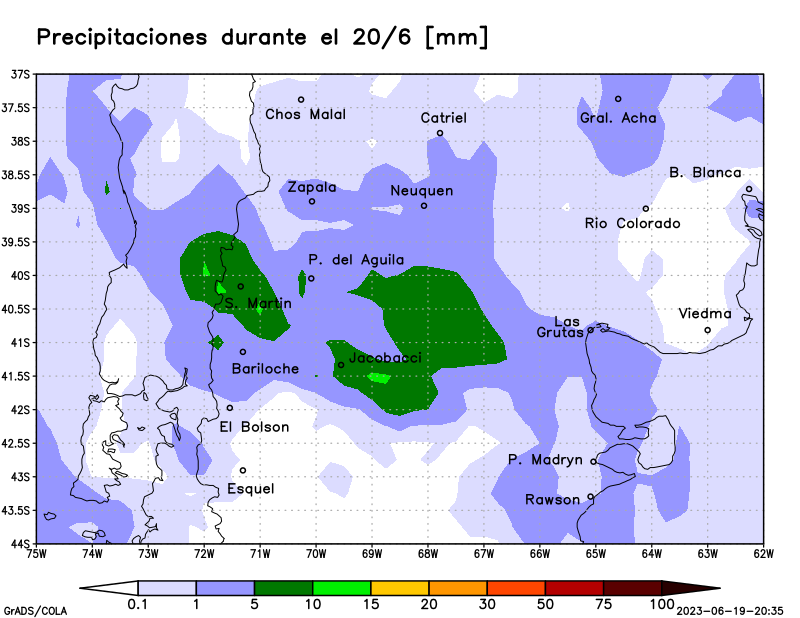 Precipitaciones durante el 20/6 [mm]
37S
37.5S
Chos Malal
Catriel
Gral. Acha
38S
38.5S
B. Blanca
Zapala
Neuquen
39S
Rio Colorado
39.5S
P. del Aguila
40S
S. Martin
40.5S
Viedma
Las
Grutas
41S
Jacobacci
Bariloche
41.5S
42S
El Bolson
42.5S
P. Madryn
43S
Esquel
Rawson
43.5S
44S
75W 74W 73W 72W 71W 70W 69W 68W 67W 66W 65W 64W 63W 62W
0.1 1 5 10 15 20 30 50 75 100
GrADS/COLA
2023-06-19-20:35